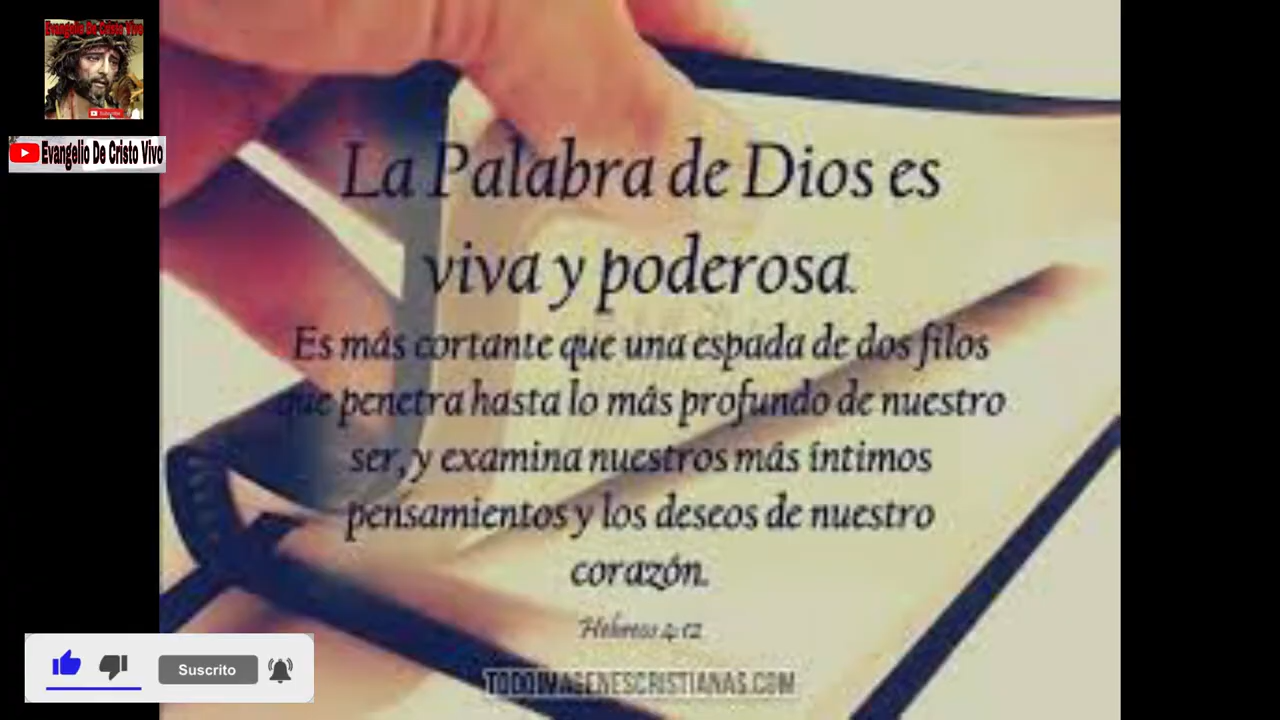 Evangelio De Cristo Vivo
Evangelio De Cristo Vivo
La Palabra de Dios es
viva y poderosa.
Es más cortante que una espada de dos filos
que penetra hasta lo más profundo de nuestro
ser, y examina nuestros más íntimos
pensamientos y los deseos de nuestro
corazón.
Hebreos 4:12
TODOIMAGENESCRISTIANAS.COM
Suscrito